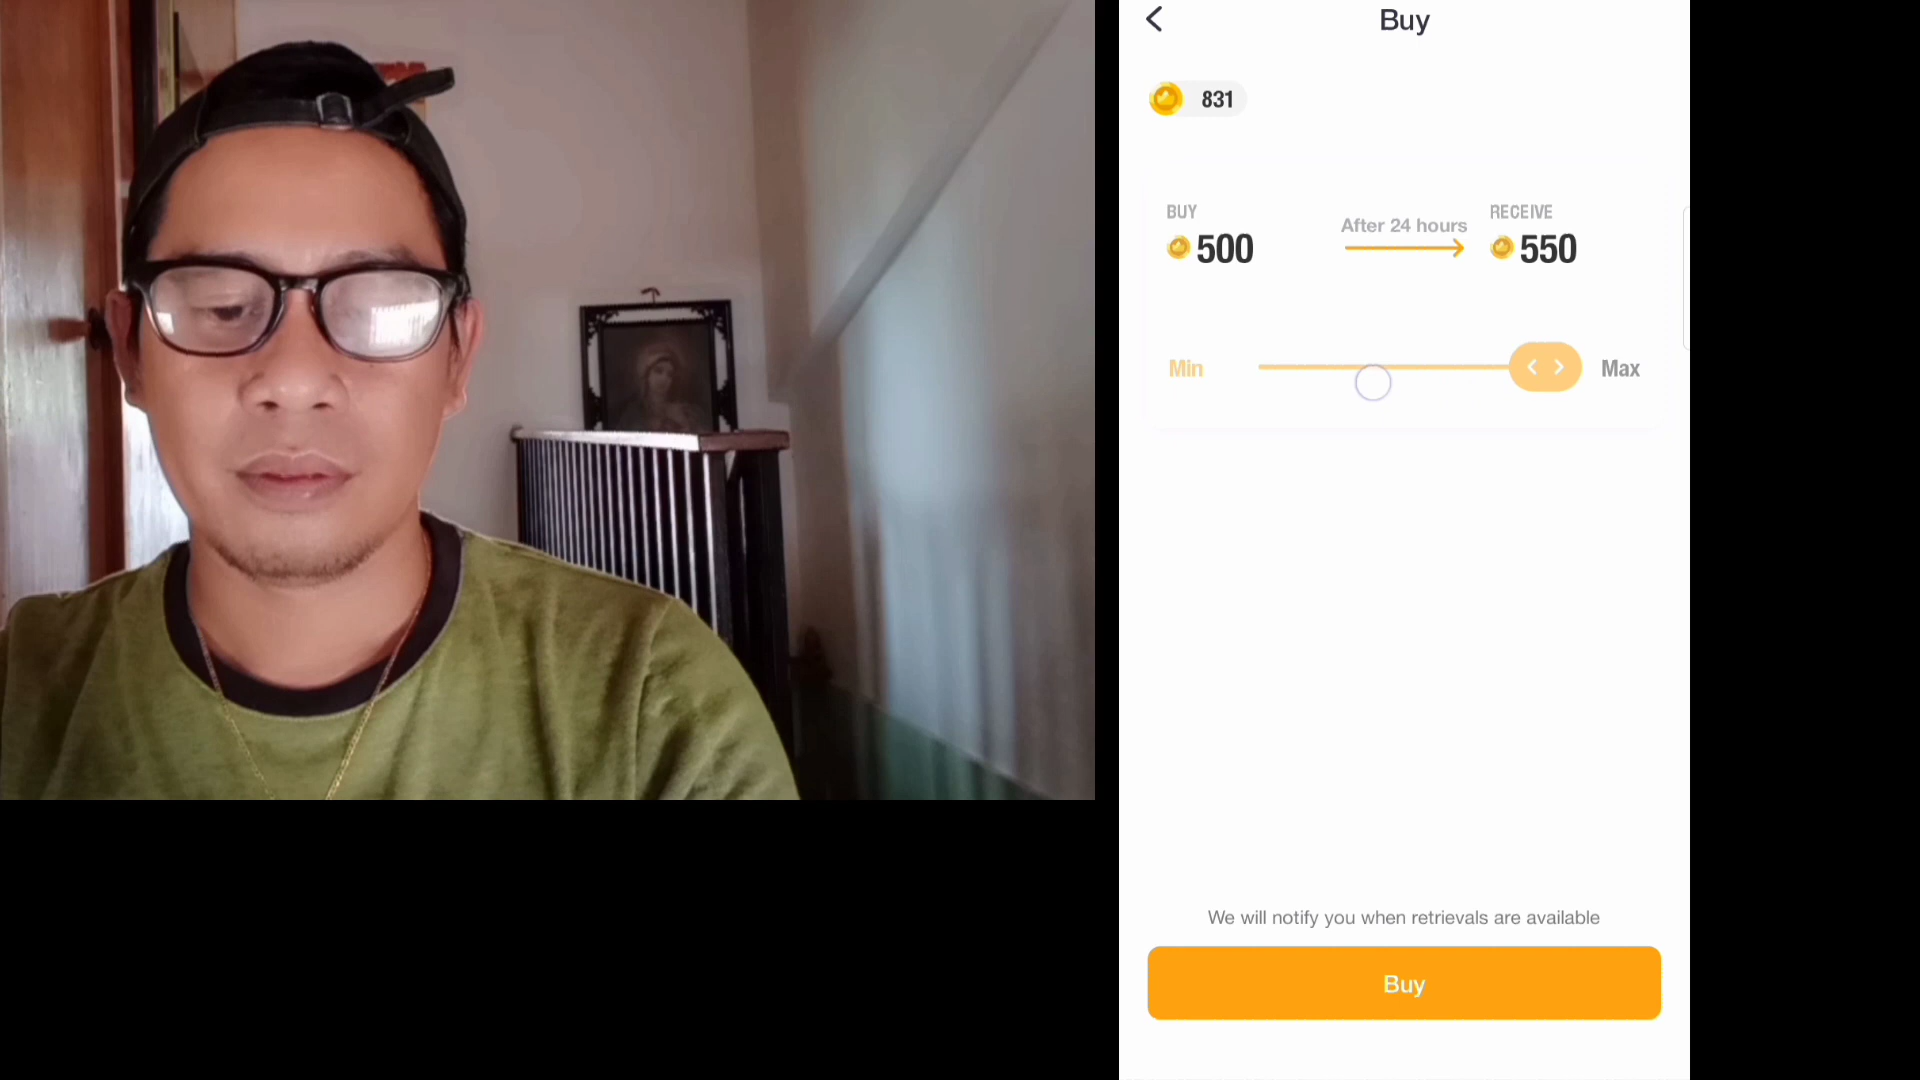 Buy
831
BUY
500
After 24 hours
RECEIVE
550
Min
Max
We will notify you when retrievals are available
Buy